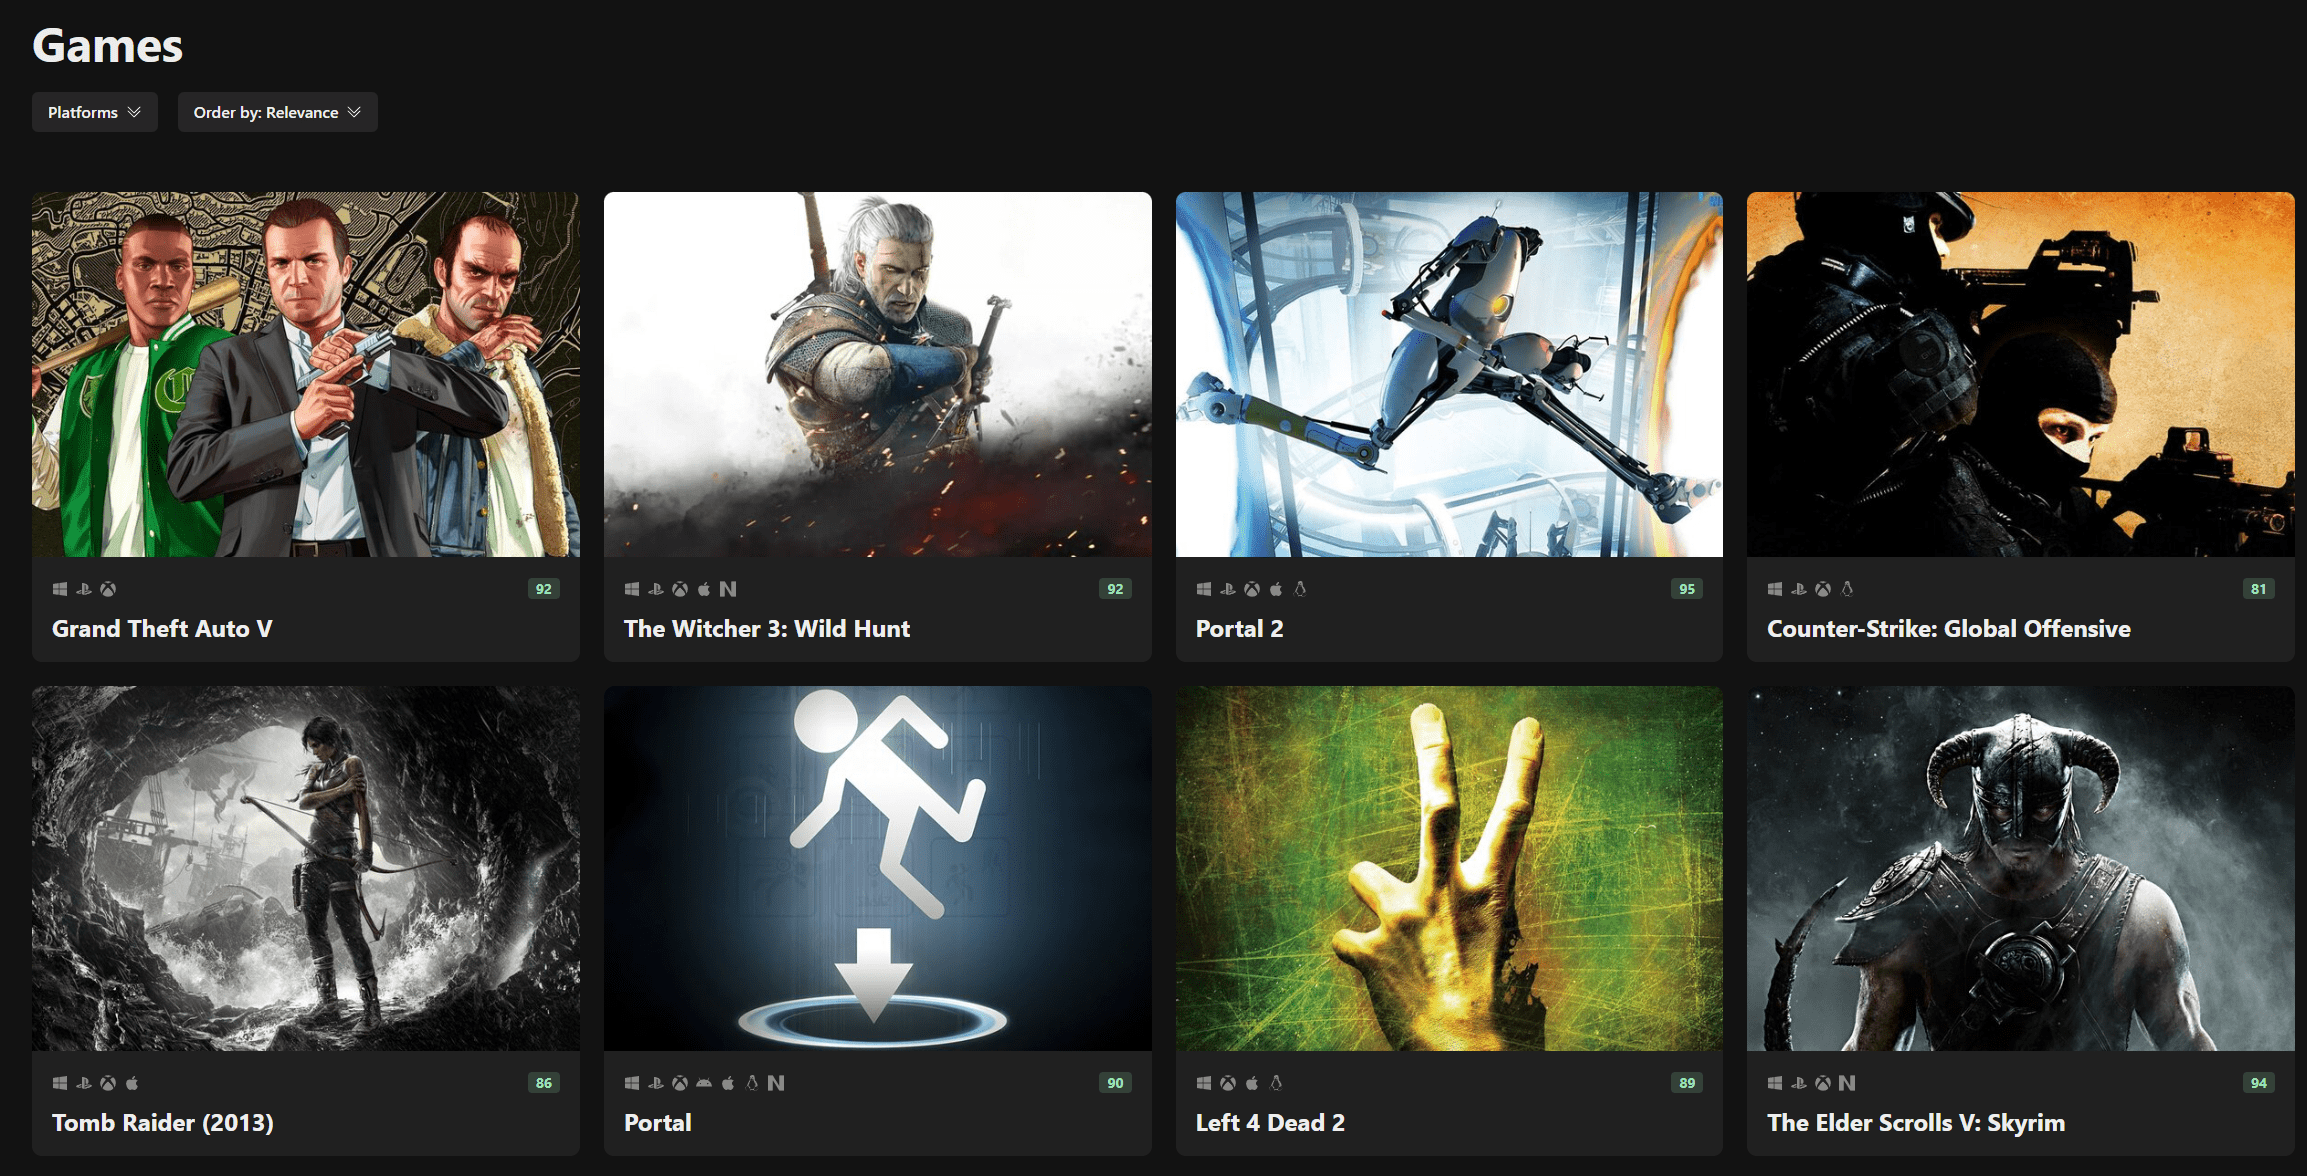 Games
Platforms
Order by: Relevance
92
Grand Theft Auto V
92
The Witcher 3: Wild Hunt
95
Portal 2
81
Counter-Strike: Global Offensive
86
Tomb Raider (2013)
90
Portal
89
Left 4 Dead 2
94
The Elder Scrolls V: Skyrim